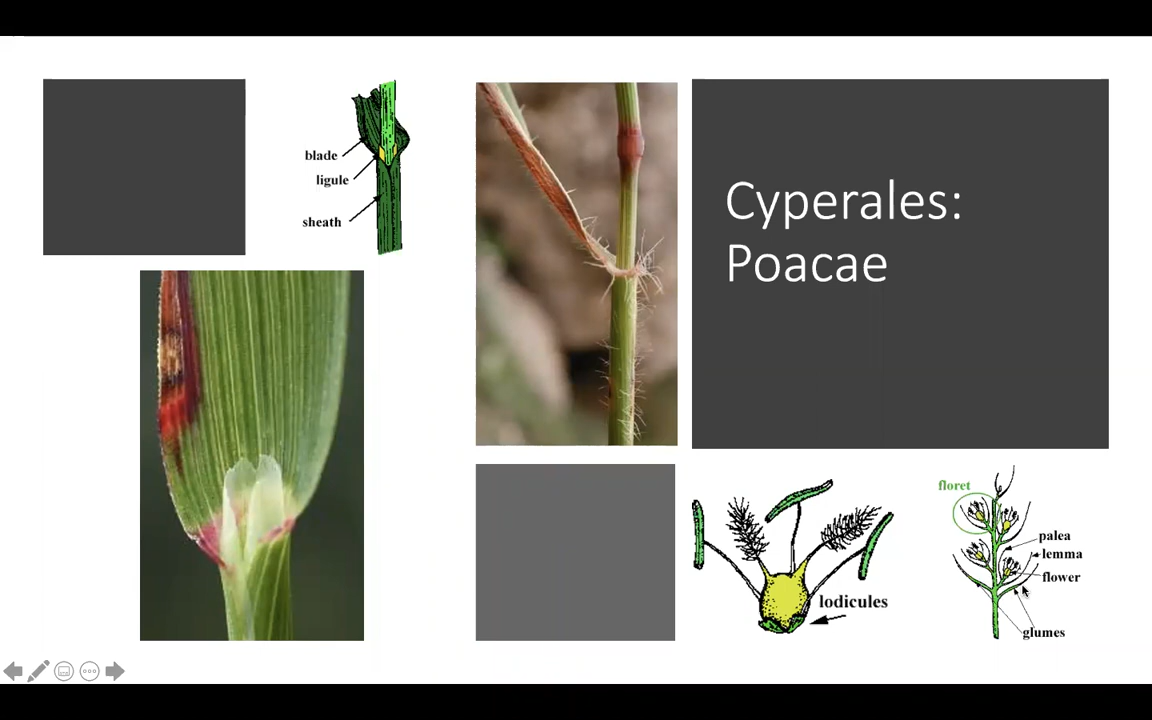 blade
ligule
sheath
Cyperales:
Poacae
lodicules
floret
palea
lemma
flower
glumes